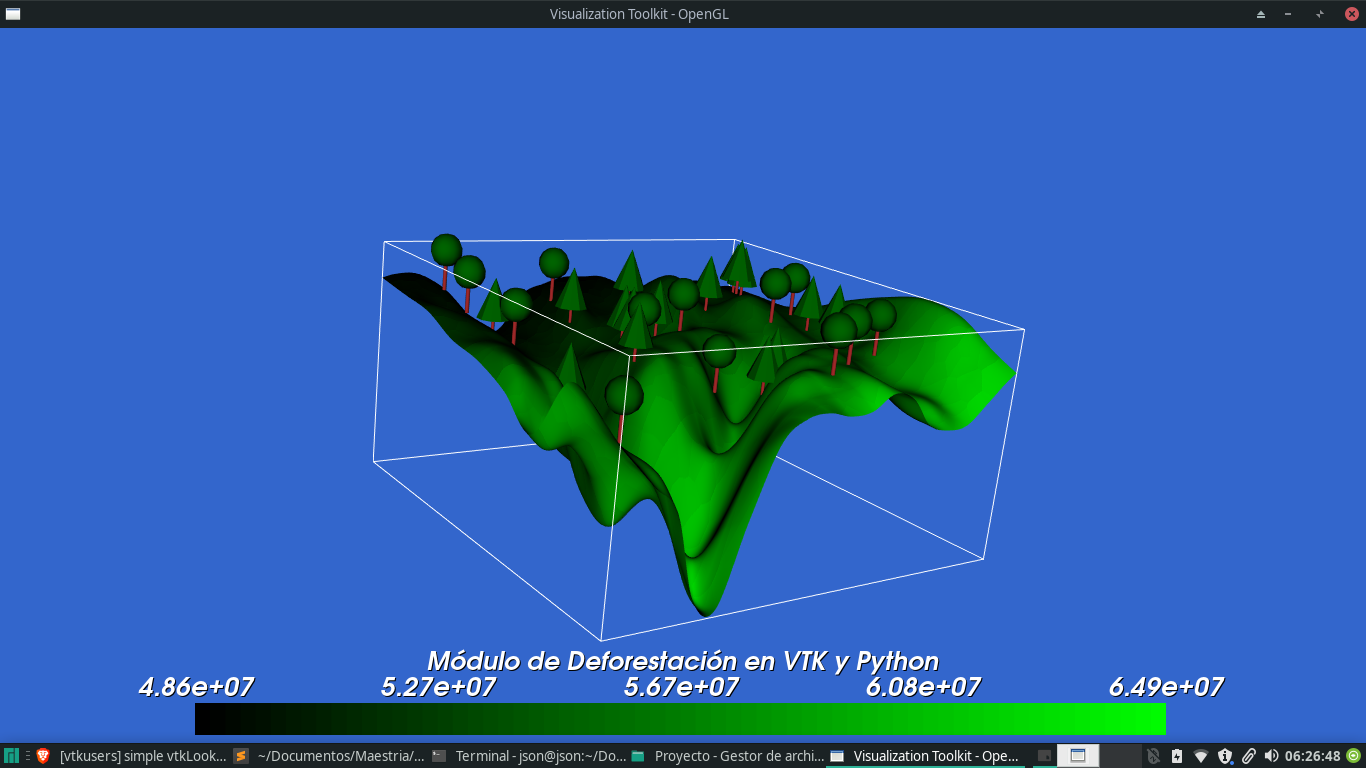 Visualization Toolkit - OpenGL
Módulo de Deforestación en VTK y Python
4.86e+07 5.27e+07 5.67e+07 6.08e+07 6.49e+07
[vtkusers] simple vtkLook... ~/Documentos/Maestria/... Terminal - json@json:~/Do... Proyecto - Gestor de archi... Visualization Toolkit - Ope... 06:26:48